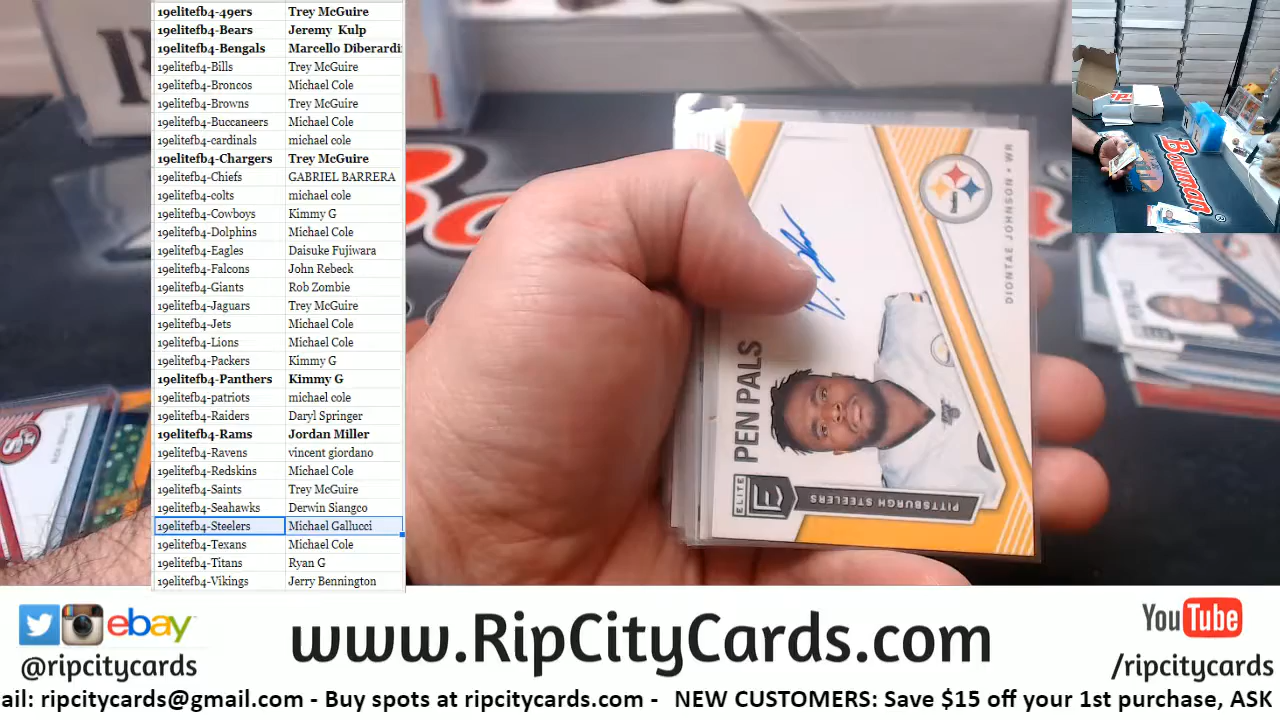 19elitefb4-49ers Trey McGuire
19elitefb4-Bears Jeremy Kulp
19elitefb4-Bengals Marcello Diberardi
19elitefb4-Bills Trey McGuire
19elitefb4-Broncos Michael Cole
19elitefb4-Browns Trey McGuire
19elitefb4-Buccaneers Michael Cole
19elitefb4-cardinals michael cole
19elitefb4-Chargers Trey McGuire
19elitefb4-Chiefs GABRIEL BARRERA
19elitefb4-colts michael cole
19elitefb4-Cowboys Kimmy G
19elitefb4-Dolphins Michael Cole
19elitefb4-Eagles Daisuke Fujiwara
19elitefb4-Falcons John Rebeck
19elitefb4-Giants Rob Zombie
19elitefb4-Jaguars Trey McGuire
19elitefb4-Jets Michael Cole
19elitefb4-Lions Michael Cole
19elitefb4-Packers Kimmy G
19elitefb4-Panthers Kimmy G
19elitefb4-patriots michael cole
19elitefb4-Raiders Daryl Springer
19elitefb4-Rams Jordan Miller
19elitefb4-Ravens vincent giordano
19elitefb4-Redskins Michael Cole
19elitefb4-Saints Trey McGuire
19elitefb4-Seahawks Derwin Siangco
19elitefb4-Steelers Michael Gallucci
19elitefb4-Texans Michael Cole
19elitefb4-Titans Ryan G
19elitefb4-Vikings Jerry Bennington
ELITE
PEN PALS
PITTSBURGH STEELERS
DIONTAE JOHNSON • WR
BOWMAN
ebay
@ripcitycards
www.RipCityCards.com
YouTube
/ripcitycards
ail: ripcitycards@gmail.com - Buy spots at ripcitycards.com - NEW CUSTOMERS: Save $15 off your 1st purchase, ASK